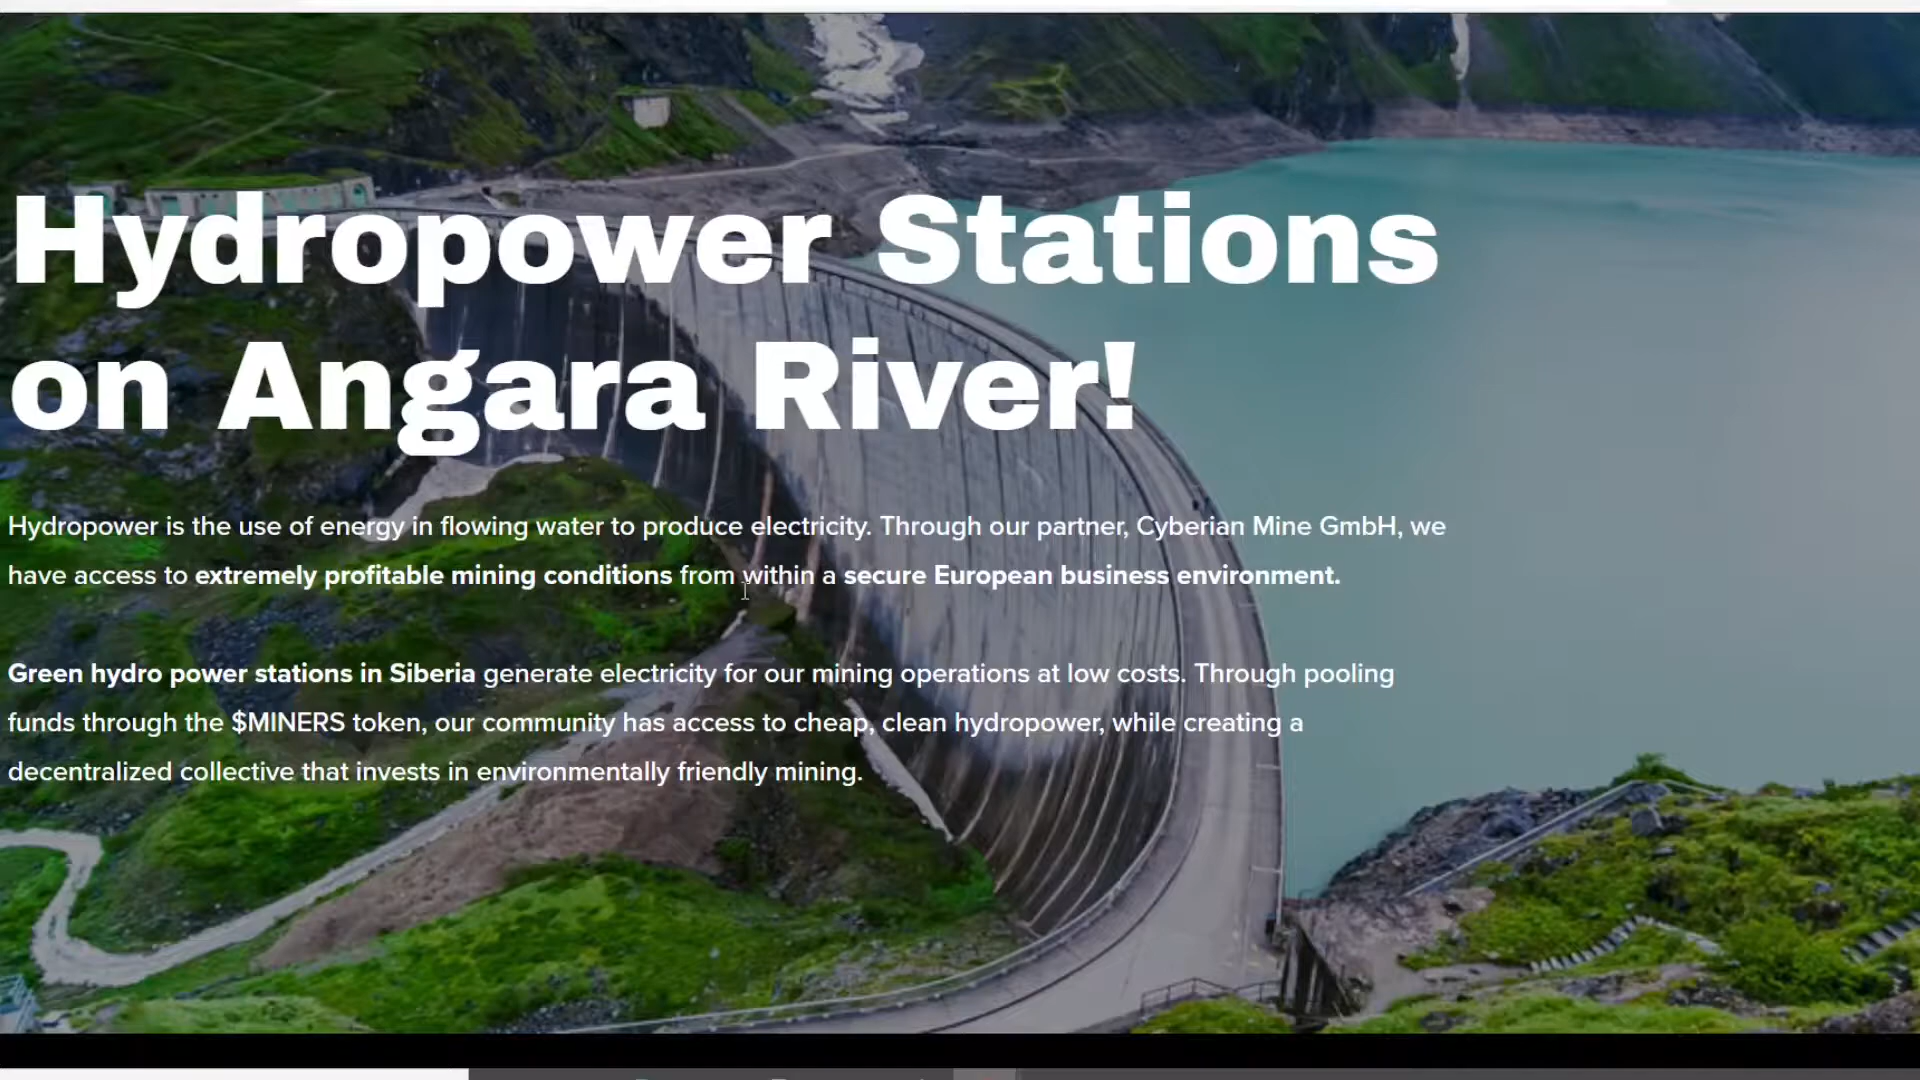 Hydropower Stations
on Angara River!
Hydropower is the use of energy in flowing water to produce electricity. Through our partner, Cyberian Mine GmbH, we
have access to extremely profitable mining conditions from within a secure European business environment.
Green hydro power stations in Siberia generate electricity for our mining operations at low costs. Through pooling
funds through the $MINERS token, our community has access to cheap, clean hydropower, while creating a
decentralized collective that invests in environmentally friendly mining.